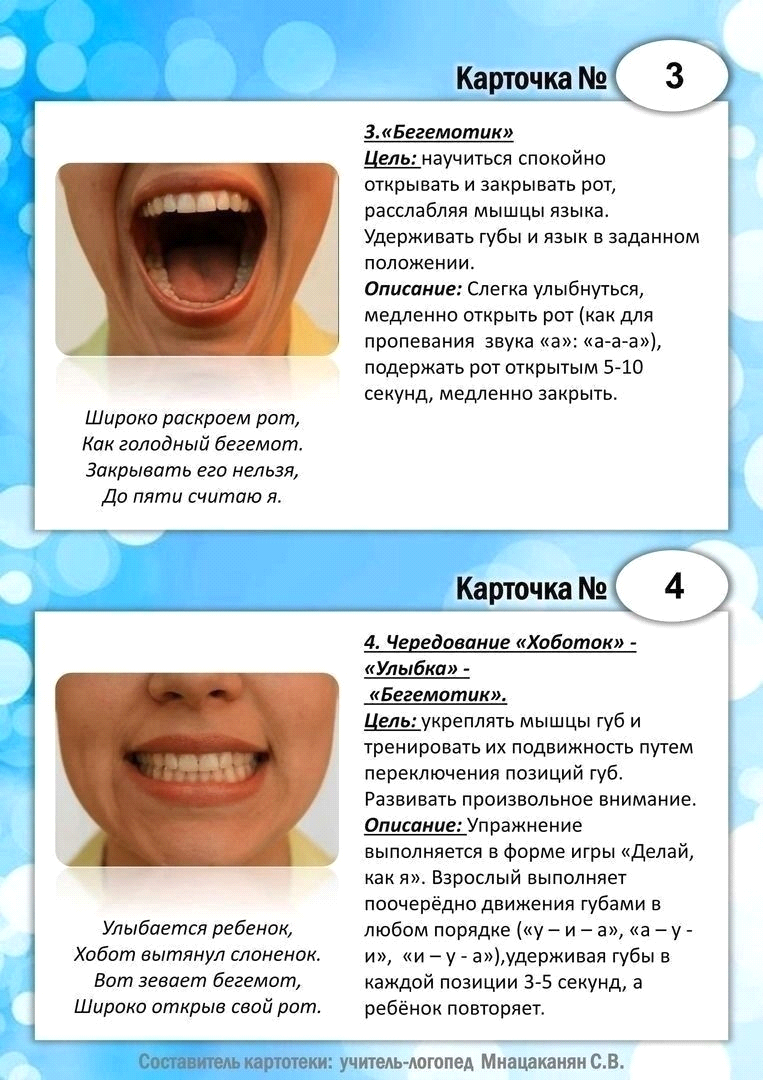 Карточка № 3
3.«Бегемотик»
Цель: научиться спокойно
открывать и закрывать рот,
расслабляя мышцы языка.
Удерживать губы и язык в заданном
положении.
Описание: Слегка улыбнуться,
медленно открыть рот (как для
пропевания звука «а»: «а-а-а»),
подержать рот открытым 5-10
секунд, медленно закрыть.
Широко раскроем рот,
Как голодный бегемот.
Закрывать его нельзя,
До пяти считаю я.
Карточка № 4
4. Чередование «Хоботок» -
«Улыбка» -
«Бегемотик».
Цель: укреплять мышцы губ и
тренировать их подвижность путем
переключения позиций губ.
Развивать произвольное внимание.
Описание: Упражнение
выполняется в форме игры «Делай,
как я». Взрослый выполняет
поочерёдно движения губами в
любом порядке («у – и – а», «а – у -
и», «и – у - а»),удерживая губы в
каждой позиции 3-5 секунд, а
ребёнок повторяет.
Улыбается ребенок,
Хобот вытянул слоненок.
Вот зевает бегемот,
Широко открыв свой рот.
Составитель картотеки: учитель-логопед Мнацаканян С.В.